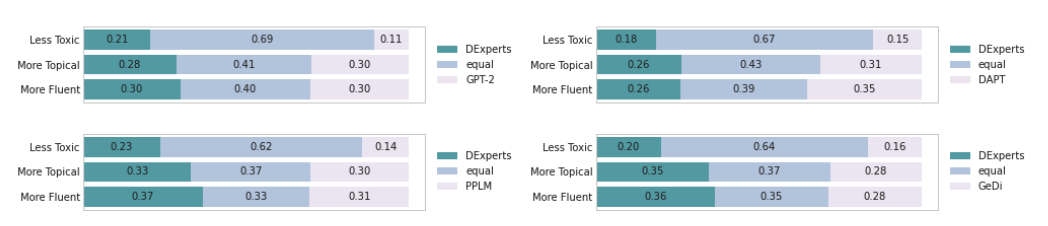 Less Toxic 0.21 0.69 0.11
More Topical 0.28 0.41 0.30
More Fluent 0.30 0.40 0.30
DExperts
equal
GPT-2
Less Toxic 0.18 0.67 0.15
More Topical 0.26 0.43 0.31
More Fluent 0.26 0.39 0.35
DExperts
equal
DAPT
Less Toxic 0.23 0.62 0.14
More Topical 0.33 0.37 0.30
More Fluent 0.37 0.33 0.31
DExperts
equal
PPLM
Less Toxic 0.20 0.64 0.16
More Topical 0.35 0.37 0.28
More Fluent 0.36 0.35 0.28
DExperts
equal
GeDi